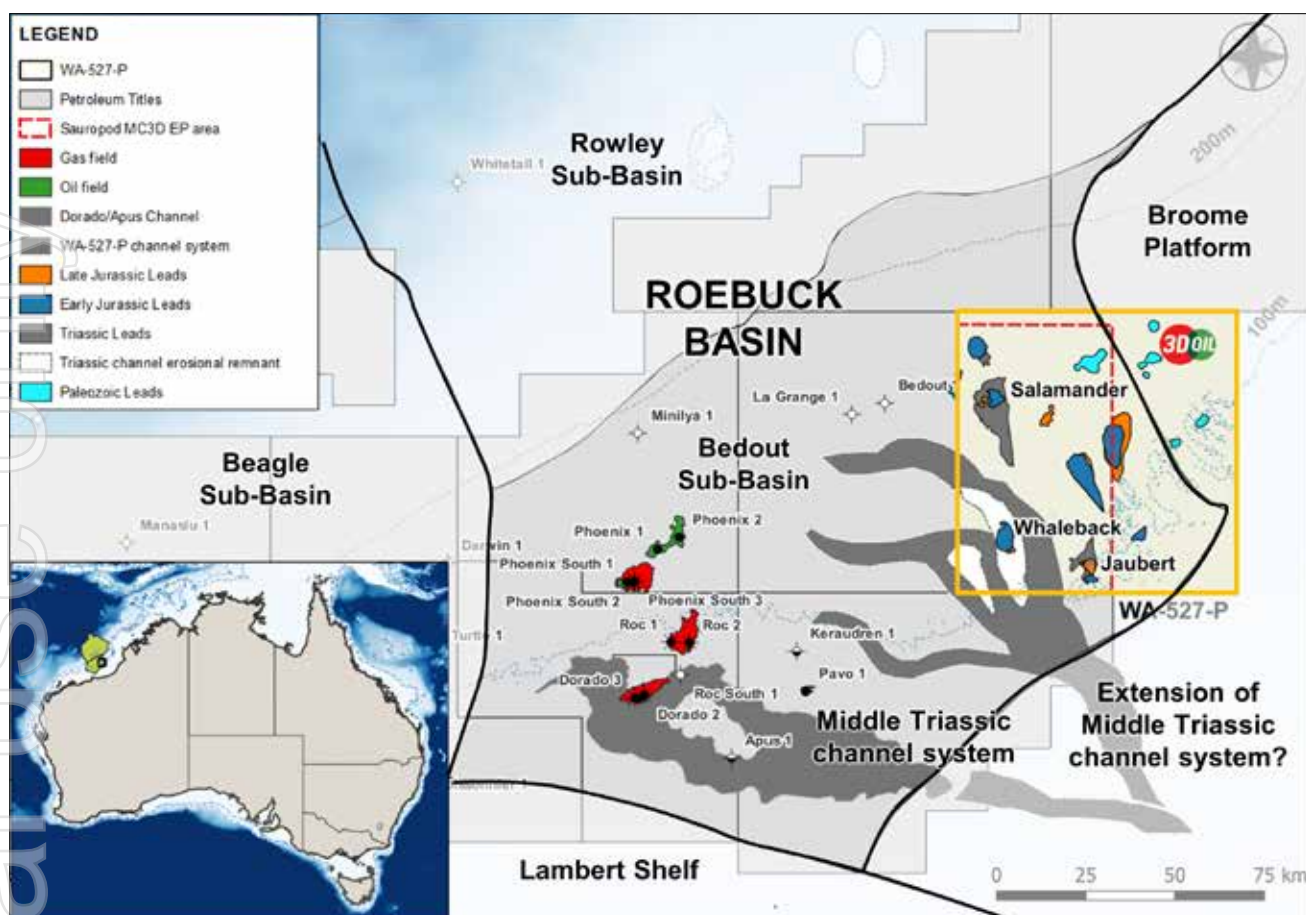 LEGEND
WA-527-P
Petroleum Titles
Sauropod MC3D EP area
Gas field
Oil field
Dorado/Apus Channel
WA-527-P channel system
Late Jurassic Leads
Early Jurassic Leads
Triassic Leads
Triassic channel erosional remnant
Paleozoic Leads
Whitetail 1
Rowley
Sub-Basin
200m
Broome
Platform
ROEBUCK
BASIN
100m
3D OIL
Bedout
Salamander
La Grange 1
Minilya 1
Bedout
Sub-Basin
Beagle
Sub-Basin
Manaslu 1
Phoenix 2
Phoenix 1
Darwin 1
Whaleback
Phoenix South 1
Jaubert
Phoenix South 2
Phoenix South 3
WA-527-P
Roc 1
Roc 2
Turtle 1
Keraudren 1
Dorado 3
Roc South 1
Pavo 1
Dorado 2
Apus 1
Middle Triassic
channel system
Extension of
Middle Triassic
channel system?
Lambert Shelf
0 25 50 75 km